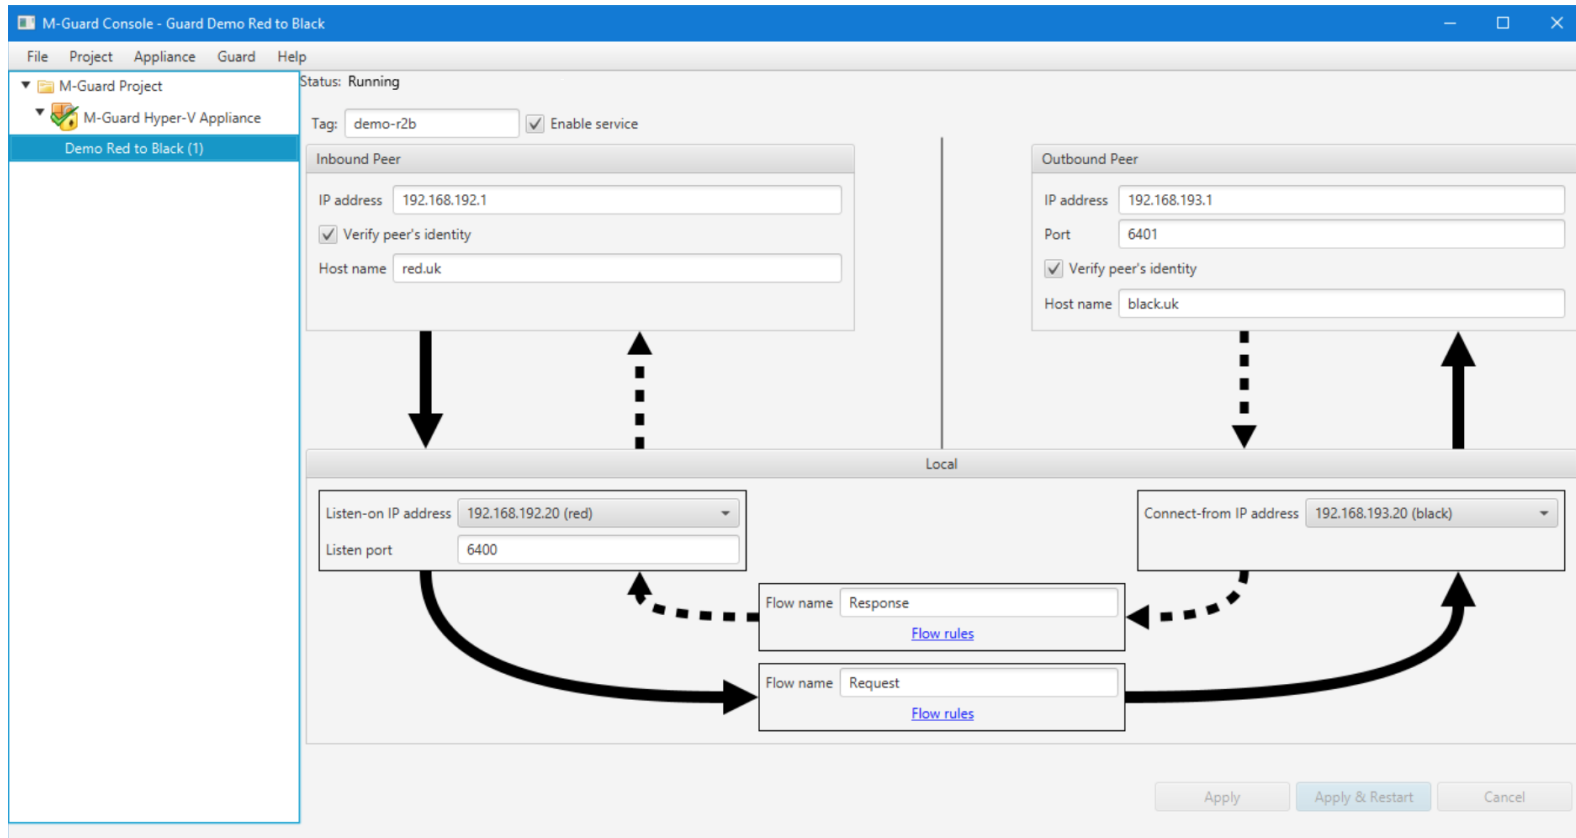 M-Guard Console - Guard Demo Red to Black
File Project Appliance Guard Help
M-Guard Project
M-Guard Hyper-V Appliance
Demo Red to Black (1)
Status: Running
Tag: demo-r2b Enable service
Inbound Peer
IP address 192.168.192.1
Verify peer's identity
Host name red.uk
Outbound Peer
IP address 192.168.193.1
Port 6401
Verify peer's identity
Host name black.uk
Local
Listen-on IP address 192.168.192.20 (red)
Listen port 6400
Connect-from IP address 192.168.193.20 (black)
Flow name Response
Flow rules
Flow name Request
Flow rules
Apply Apply & Restart Cancel